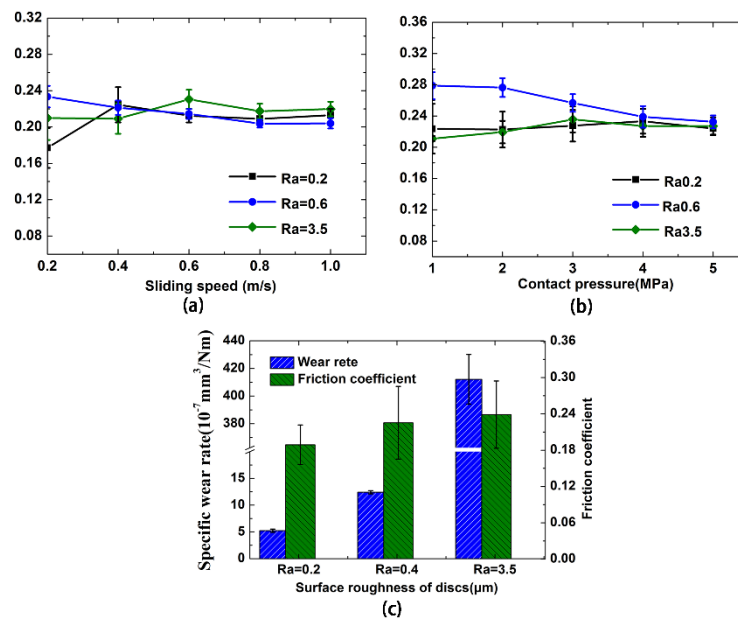 0.32
0.28
0.24
0.20
0.16
0.12
0.08
Ra=0.2
Ra=0.6
Ra=3.5
0.2 0.4 0.6 0.8 1.0
Sliding speed (m/s)
(a)
0.36
0.32
0.28
0.24
0.20
0.16
0.12
0.08
Ra0.2
Ra0.6
Ra3.5
1 2 3 4 5
Contact pressure(MPa)
(b)
Specific wear rate(10⁻⁷mm³/Nm)
440
420
400
380
15
10
5
0
Wear rete
Friction coefficient
0.36
0.30
0.24
0.18
0.12
0.06
0.00
Friction coefficient
Ra=0.2 Ra=0.4 Ra=3.5
Surface roughness of discs(μm)
(c)